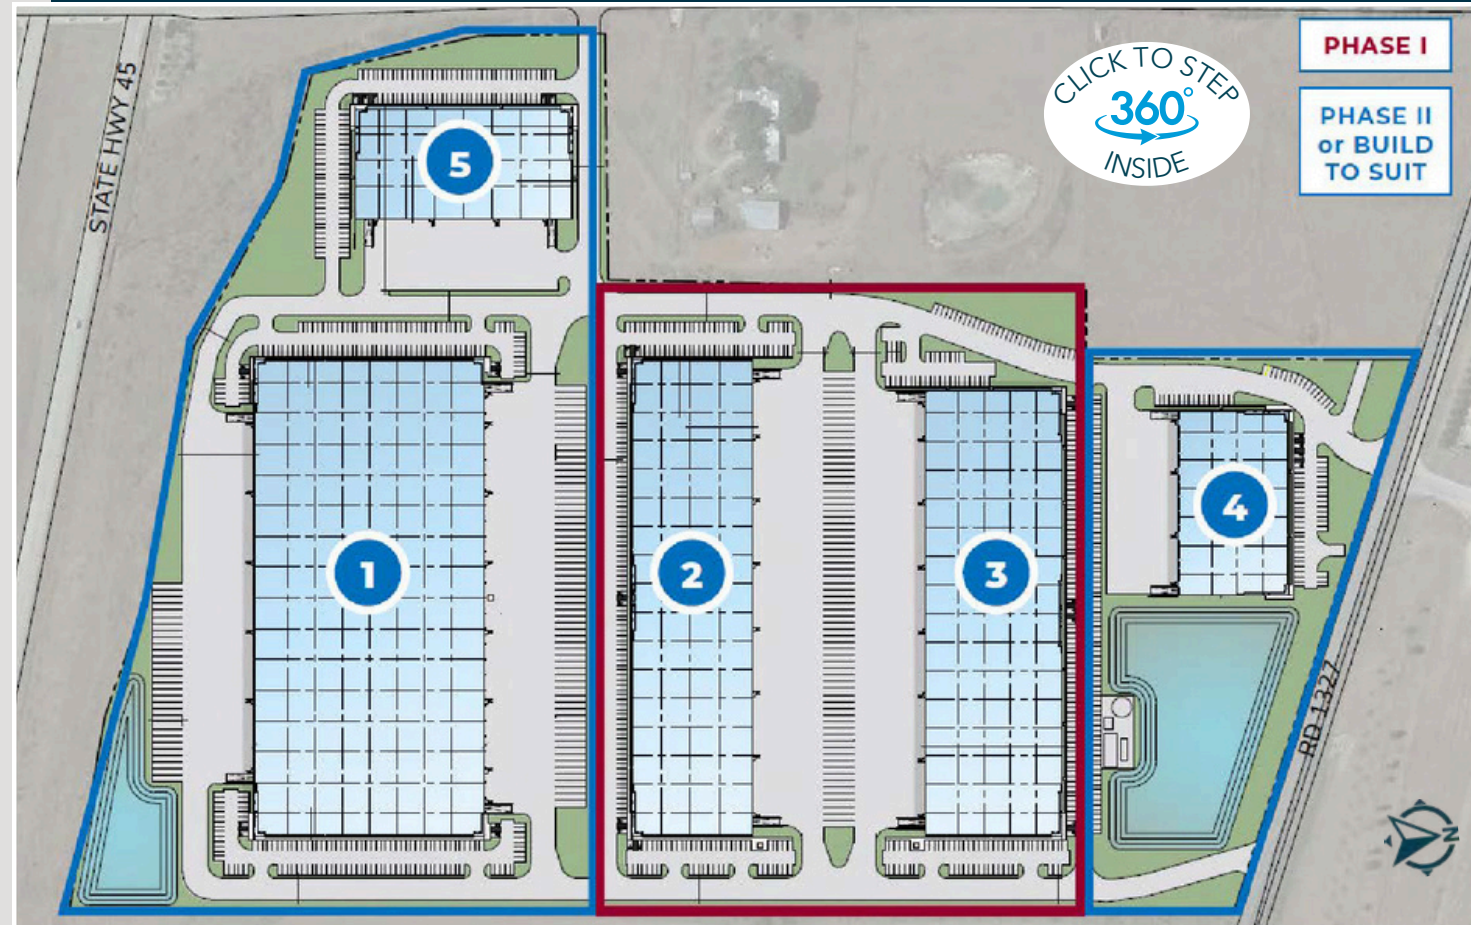 CLICK TO STEP
360°
INSIDE
PHASE I
PHASE II
or BUILD
TO SUIT
STATE HWY 45
5
1
2
3
4
RD 1327
N